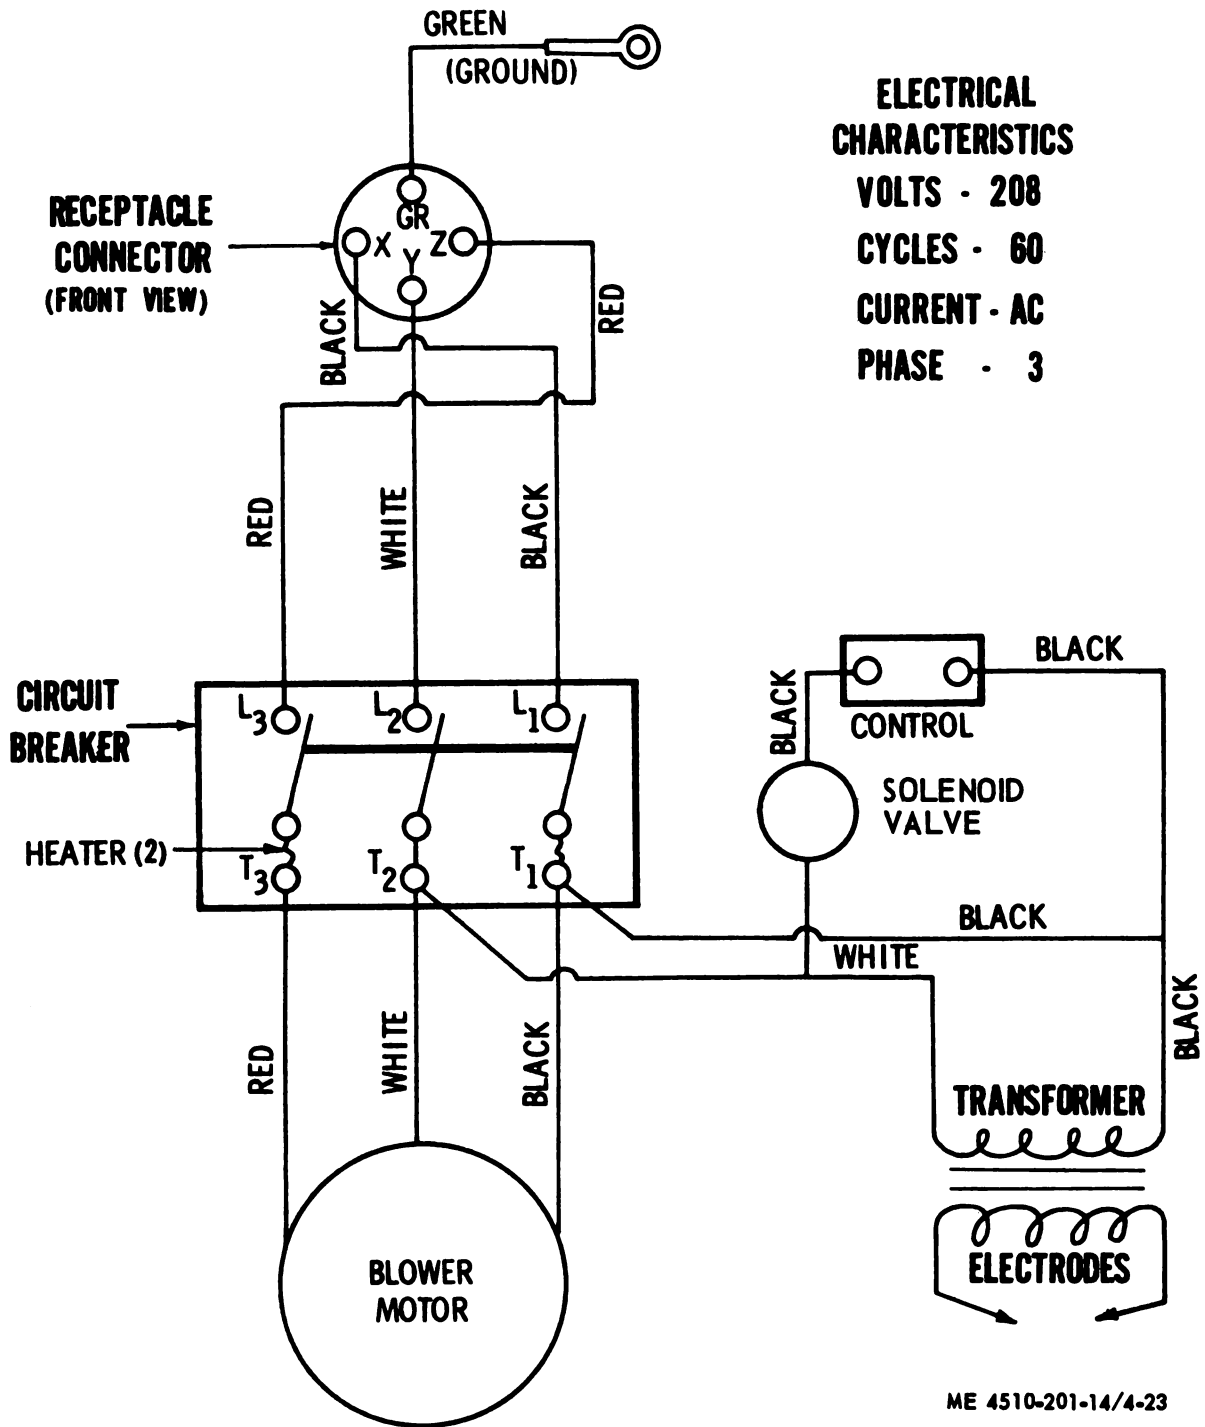 GREEN
(GROUND)
ELECTRICAL
CHARACTERISTICS
VOLTS - 208
CYCLES - 60
CURRENT - AC
PHASE - 3
RECEPTACLE
CONNECTOR
(FRONT VIEW)
GR
X
Y
Z
BLACK
RED
RED
WHITE
BLACK
CIRCUIT
BREAKER
L3
L2
L1
HEATER (2)
T3
T2
T1
BLACK
CONTROL
BLACK
SOLENOID
VALVE
BLACK
WHITE
BLACK
RED
WHITE
BLACK
TRANSFORMER
ELECTRODES
BLOWER
MOTOR
ME 4510-201-14/4-23